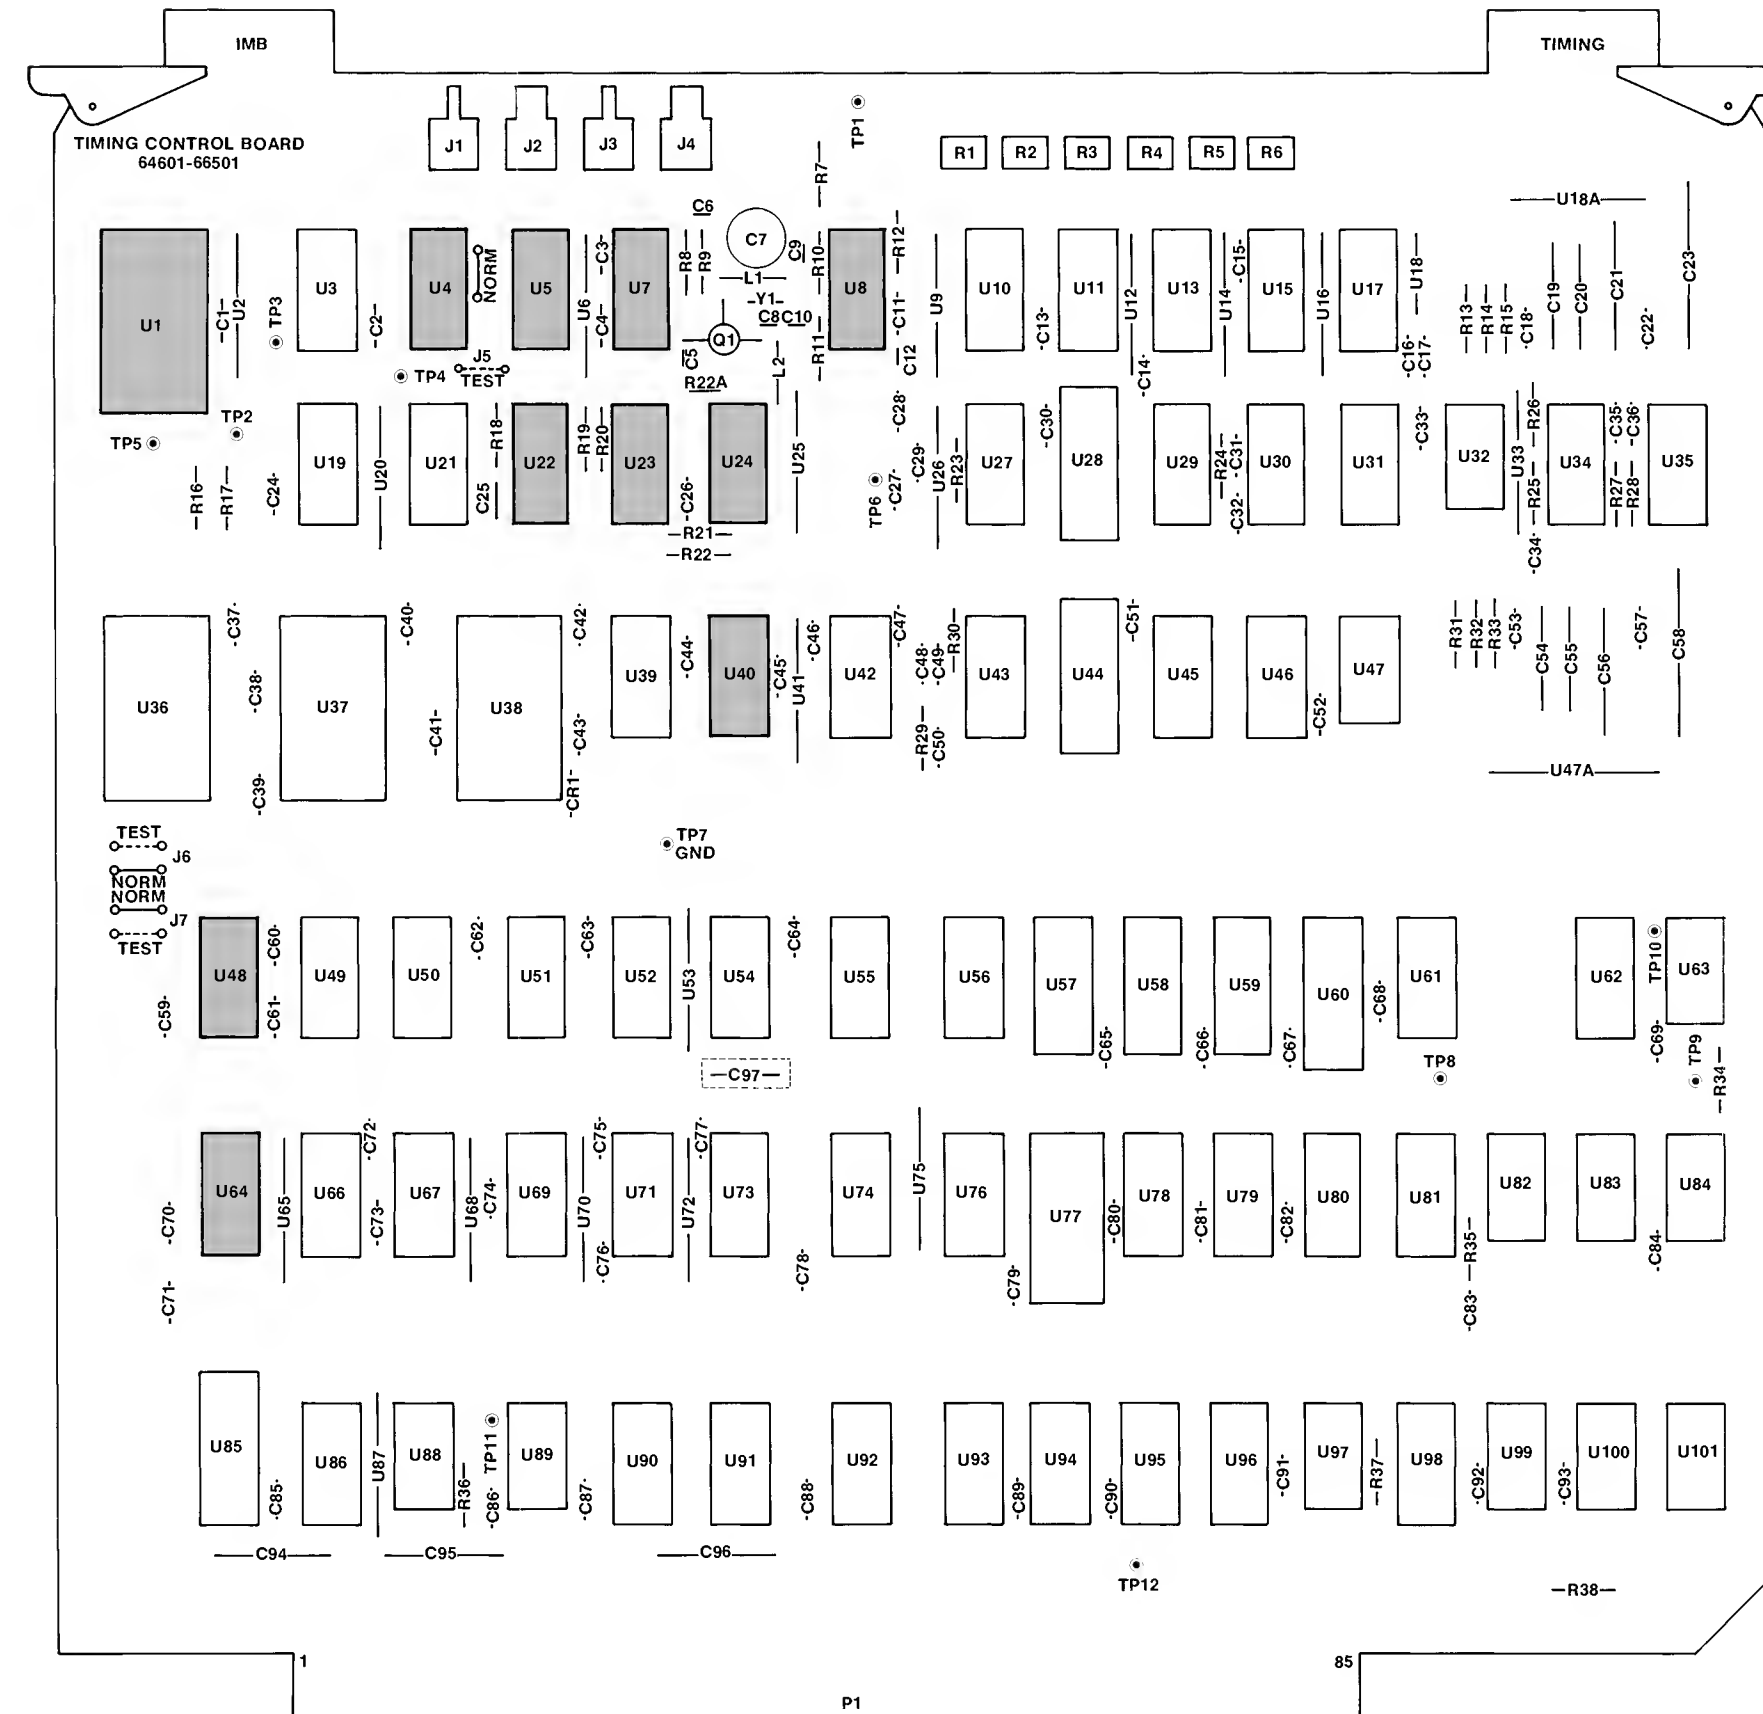 IMB
TIMING
TIMING CONTROL BOARD
64601-66501
J1
J2
J3
J4
TP1
R7
R1
R2
R3
R4
R5
R6
U18A
C6
C7
C9
R8
R9
R10
R12
L1
Y1
C8
C10
Q1
C5
R22A
L2
R11
C11
C12
U1
C1
U2
TP3
U3
C2
U4
NORM
J5
TEST
TP4
U5
U6
C3
C4
U7
U8
U9
U10
C13
U11
U12
C14
U13
U14
C15
U15
U16
U17
C16
C17
U18
R13
R14
R15
C18
C19
C20
C21
C22
C23
TP5
TP2
R16
R17
C24
U19
U20
U21
R18
C25
U22
R19
R20
U23
C26
U24
R21
R22
U25
TP6
C27
C28
C29
U26
R23
U27
C30
U28
U29
R24
C31
C32
U30
U31
C33
U32
U33
R25
R26
C34
U34
C35
C36
R27
R28
U35
U36
C37
C38
C39
U37
C40
C41
U38
C42
C43
CR1
U39
C44
U40
C45
U41
C46
U42
C47
C48
C49
R30
R29
C50
U43
U44
C51
U45
U46
C52
U47
R31
R32
R33
C53
C54
C55
C56
C57
C58
U47A
TEST
J6
NORM
NORM
J7
TEST
TP7
GND
C59
U48
C60
C61
U49
U50
C62
U51
C63
U52
U53
U54
C64
C97
U55
U56
U57
C65
U58
C66
U59
C67
U60
C68
U61
TP8
U62
TP10
C69
U63
TP9
R34
C70
C71
U64
U65
U66
C72
C73
U67
U68
C74
U69
U70
C75
C76
U71
U72
C77
U73
C78
U74
U75
U76
C79
U77
C80
U78
C81
U79
C82
U80
U81
R35
C83
U82
U83
C84
U84
U85
C85
U86
U87
U88
R36
TP11
C86
U89
C87
U90
U91
C88
U92
U93
C89
U94
C90
U95
U96
C91
U97
R37
U98
C92
U99
C93
U100
U101
C94
C95
C96
TP12
R38
1
85
P1